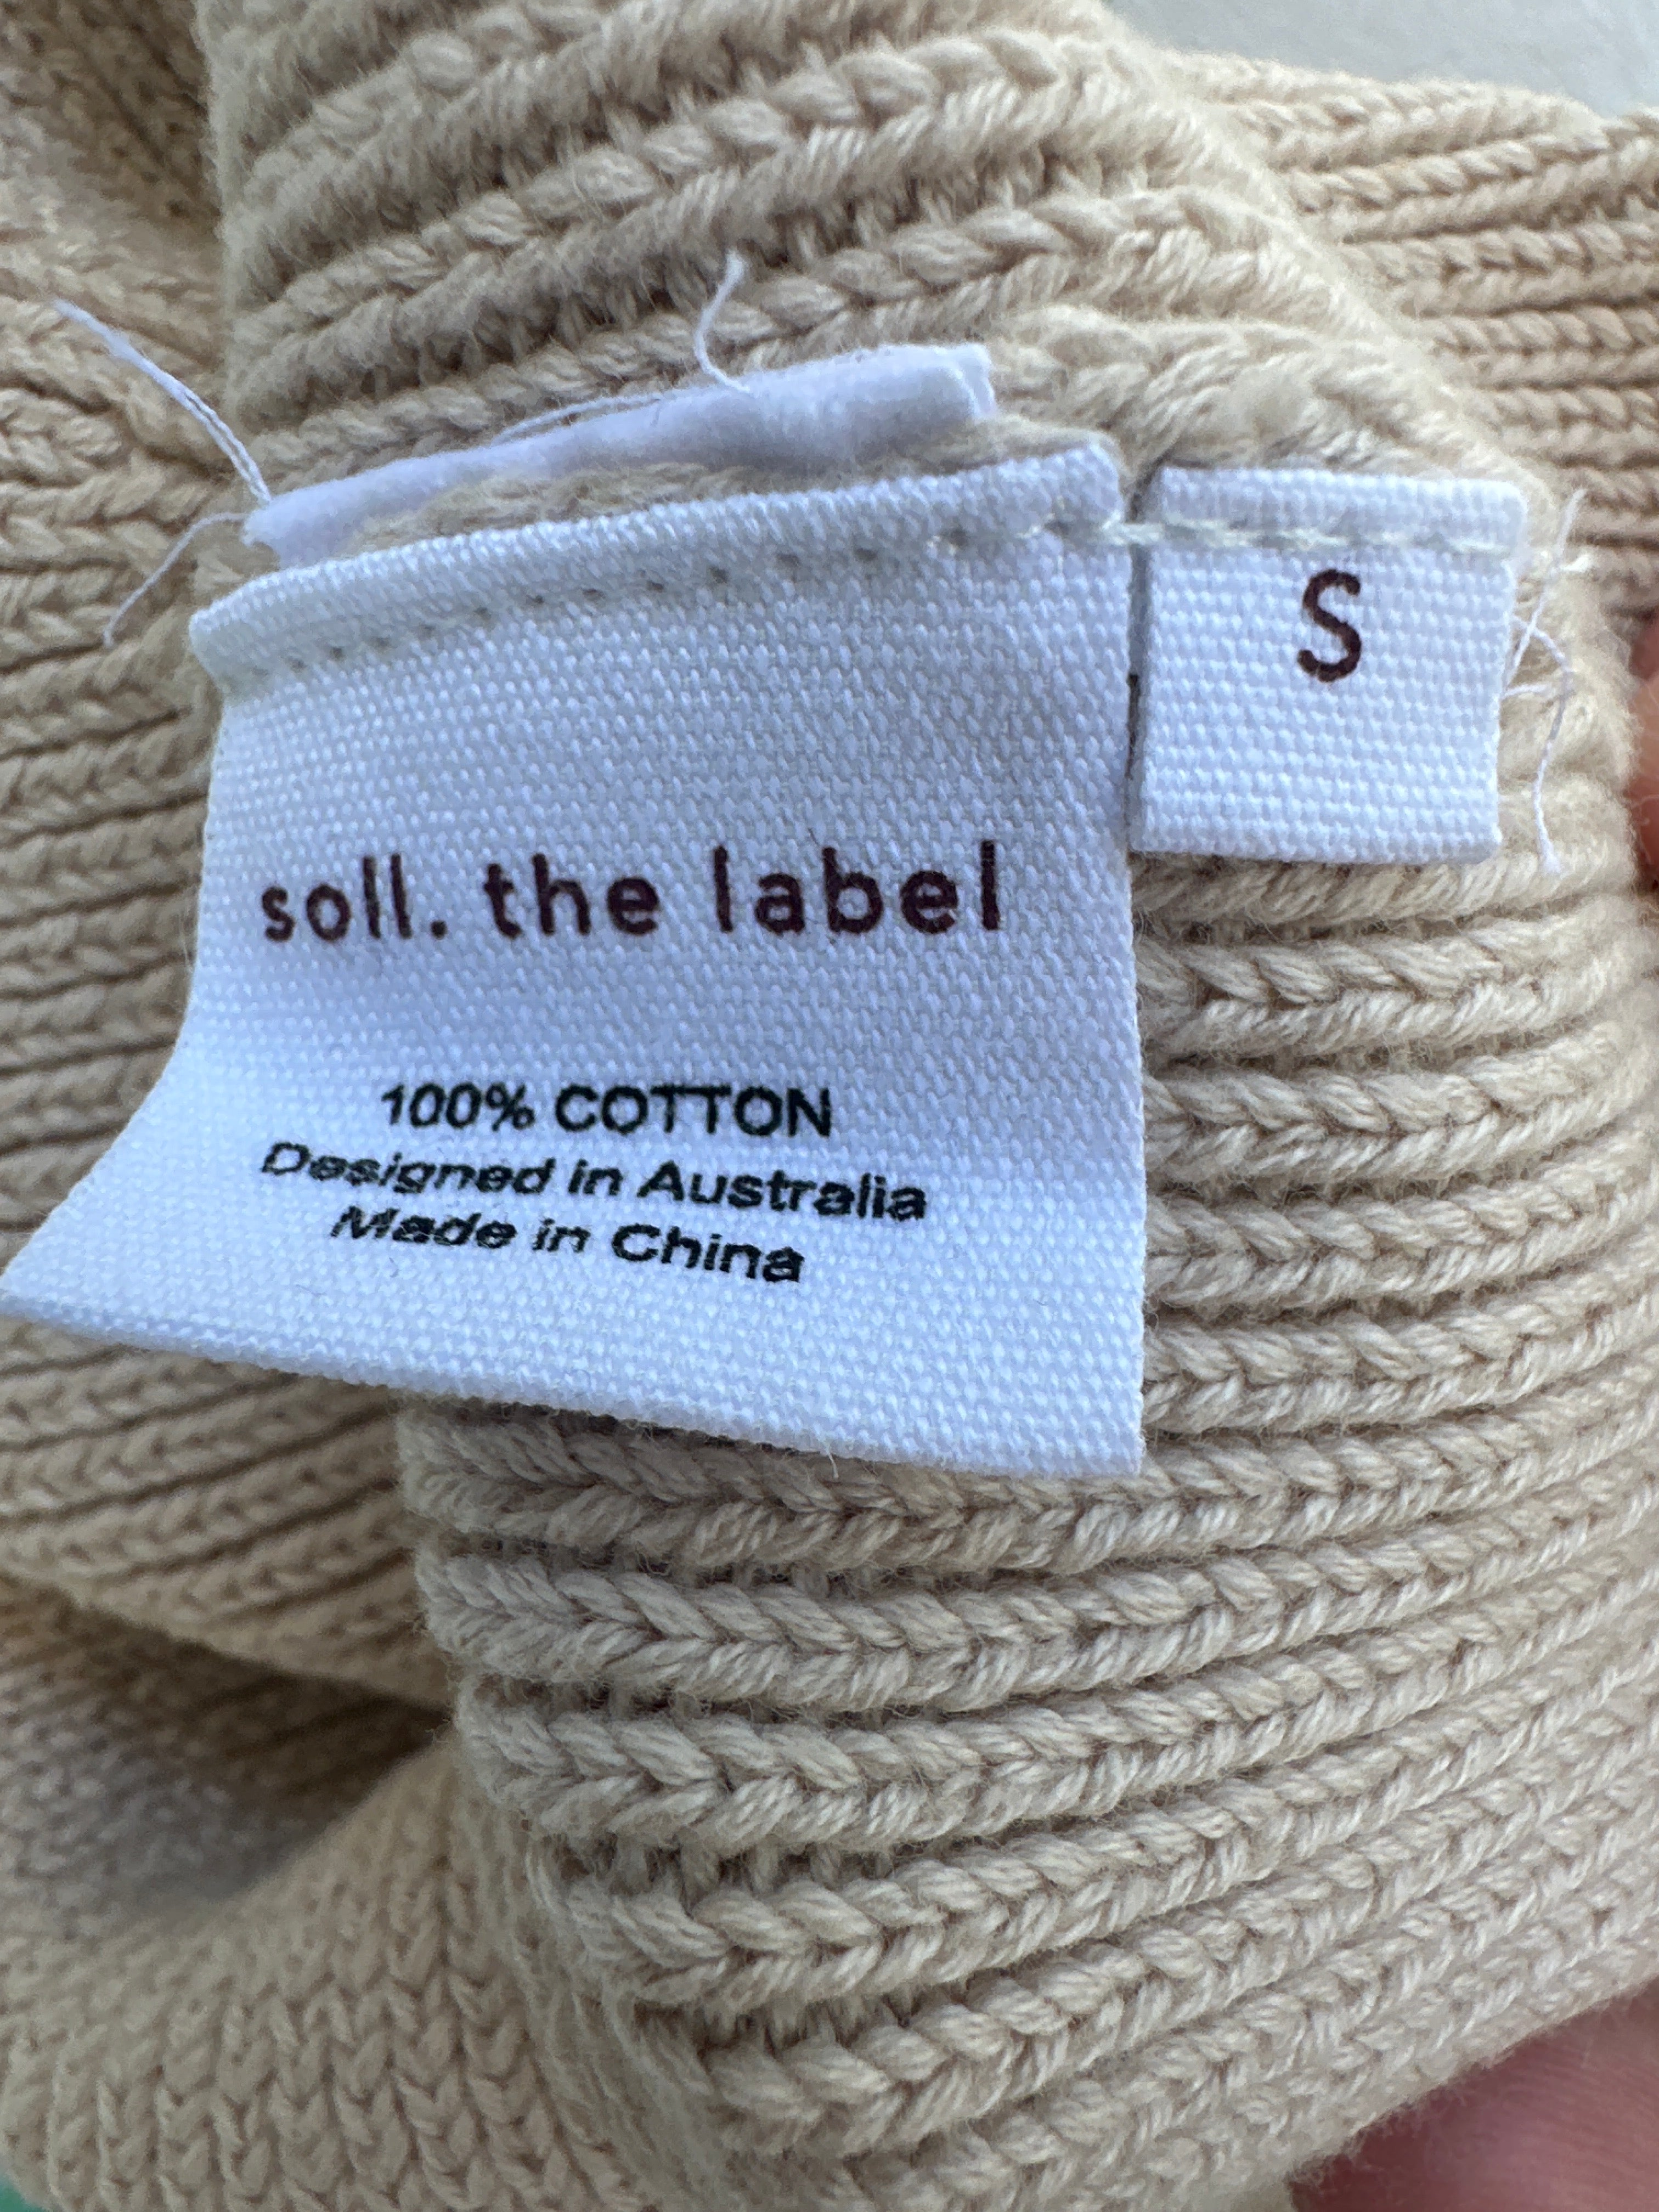 S
soll. the label
100% COTTON
Designed in Australia
Made in China